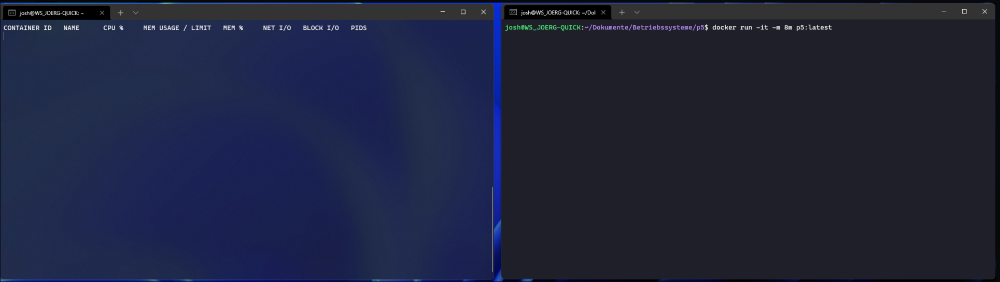 josh@WS_JOERG-QUICK: ~
CONTAINER ID NAME CPU % MEM USAGE / LIMIT MEM % NET I/O BLOCK I/O PIDS
josh@WS_JOERG-QUICK: ~/Dol
josh@WS_JOERG-QUICK:~/Dokumente/Betriebssysteme/p5$ docker run -it -m 8m p5:latest